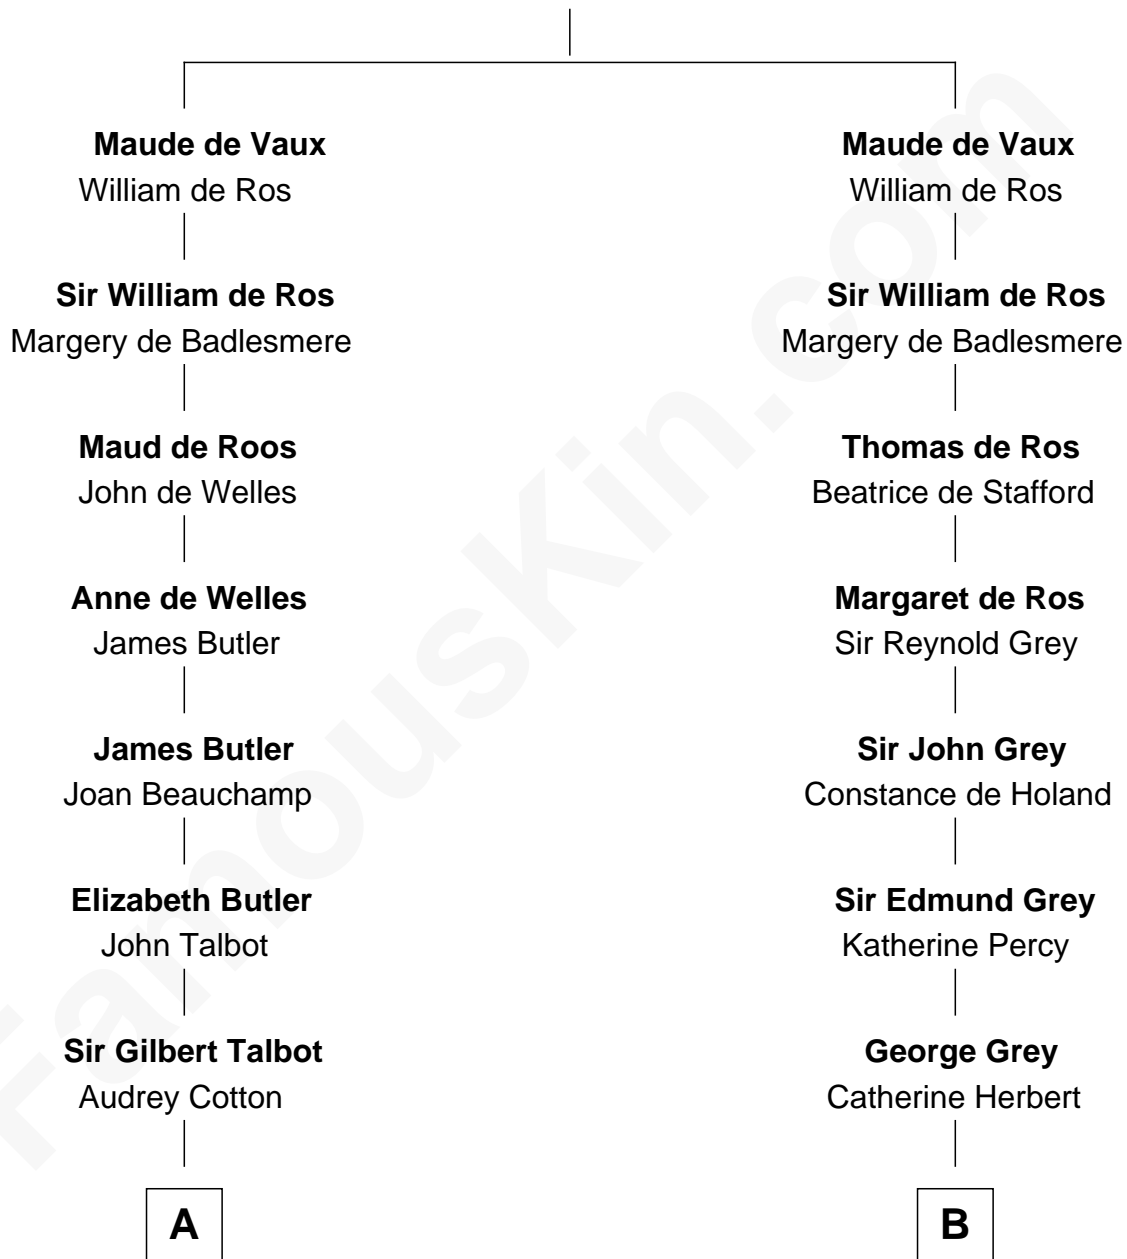 Maude de Vaux
William de Ros
Sir William de Ros
Margery de Badlesmere
Maud de Roos
John de Welles
Anne de Welles
James Butler
James Butler
Joan Beauchamp
Elizabeth Butler
John Talbot
Sir Gilbert Talbot
Audrey Cotton
A
Maude de Vaux
William de Ros
Sir William de Ros
Margery de Badlesmere
Thomas de Ros
Beatrice de Stafford
Margaret de Ros
Sir Reynold Grey
Sir John Grey
Constance de Holand
Sir Edmund Grey
Katherine Percy
George Grey
Catherine Herbert
B
FamousKin.com